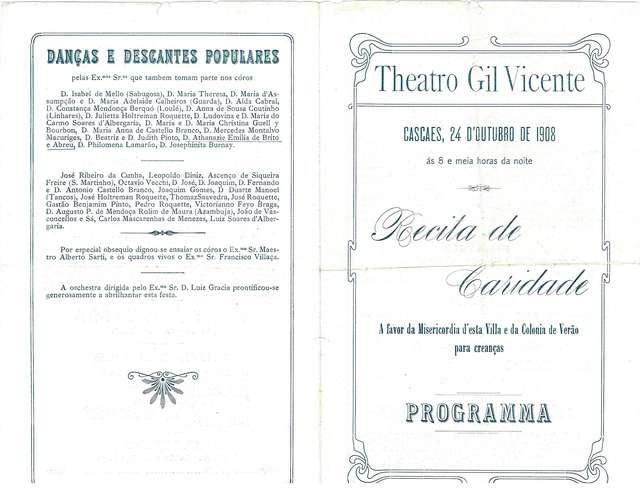 DANÇAS E DESCANTES POPULARES
pelas Ex.mas Sr.as que tambem tomam parte nos córos
D. Isabel de Mello (Sabugosa), D. Maria Theresa, D. Maria d'As-
sumpção e D. Maria Adelaide Calheiros (Guarda), D. Alda Cabral,
D. Constança Mendonça Berquó (Loulé), D. Anna de Sousa Coutinho
(Linhares), D. Julietta Holtreman Roquette, D. Ludovina e D. Maria do
Carmo Soares d'Albergaria, D. Maria e D. Maria Christina Guell y
Bourbon, D. Maria Anna de Castello Branco, D. Mercedes Montalvo
Macuriges, D. Beatriz e D. Judith Pinto, D. Athanazie Emilia de Brito
e Abreu, D. Philomena Lamarão, D. Josephinita Burnay.
José Ribeiro da Cunha, Leopoldo Diniz, Ascenço de Siqueira
Freire (S. Martinho), Octavio Vecchi, D José, D. Joaquim, D. Fernando
e D. Antonio Castello Branco, Joaquim Gomes, D Duarte Manoel
(Tancos), José Holtreman Roquette, Thomaz Saavedra, José Roquette,
Gastão Benjamim Pinto, Pedro Roquette, Victorianno Fayo Braga,
D. Augusto P. de Mendoça Rolim de Maura (Azambuja), João de Vas-
concellos e Sá, Carlos Mascarenhas de Menezes, Luiz Soares d'Alber-
garia.
Por especial obsequio dignou-se ensaiar os córos o Ex.mo Sr. Maes-
tro Alberto Sarti, e os quadros vivos o Ex.mo Sr. Francisco Villaça.
A orchestra dirigida pelo Ex.mo Sr. D. Luiz Gracia prontificou-se
generosamente a abrilhantar esta festa.
Theatro Gil Vicente
CASCAES, 24 D'OUTUBRO DE 1908
ás 8 e meia horas da noite
Recita de
Caridade
A favor da Misericordia d'esta Villa e da Colonia de Verão
para creanças
PROGRAMMA